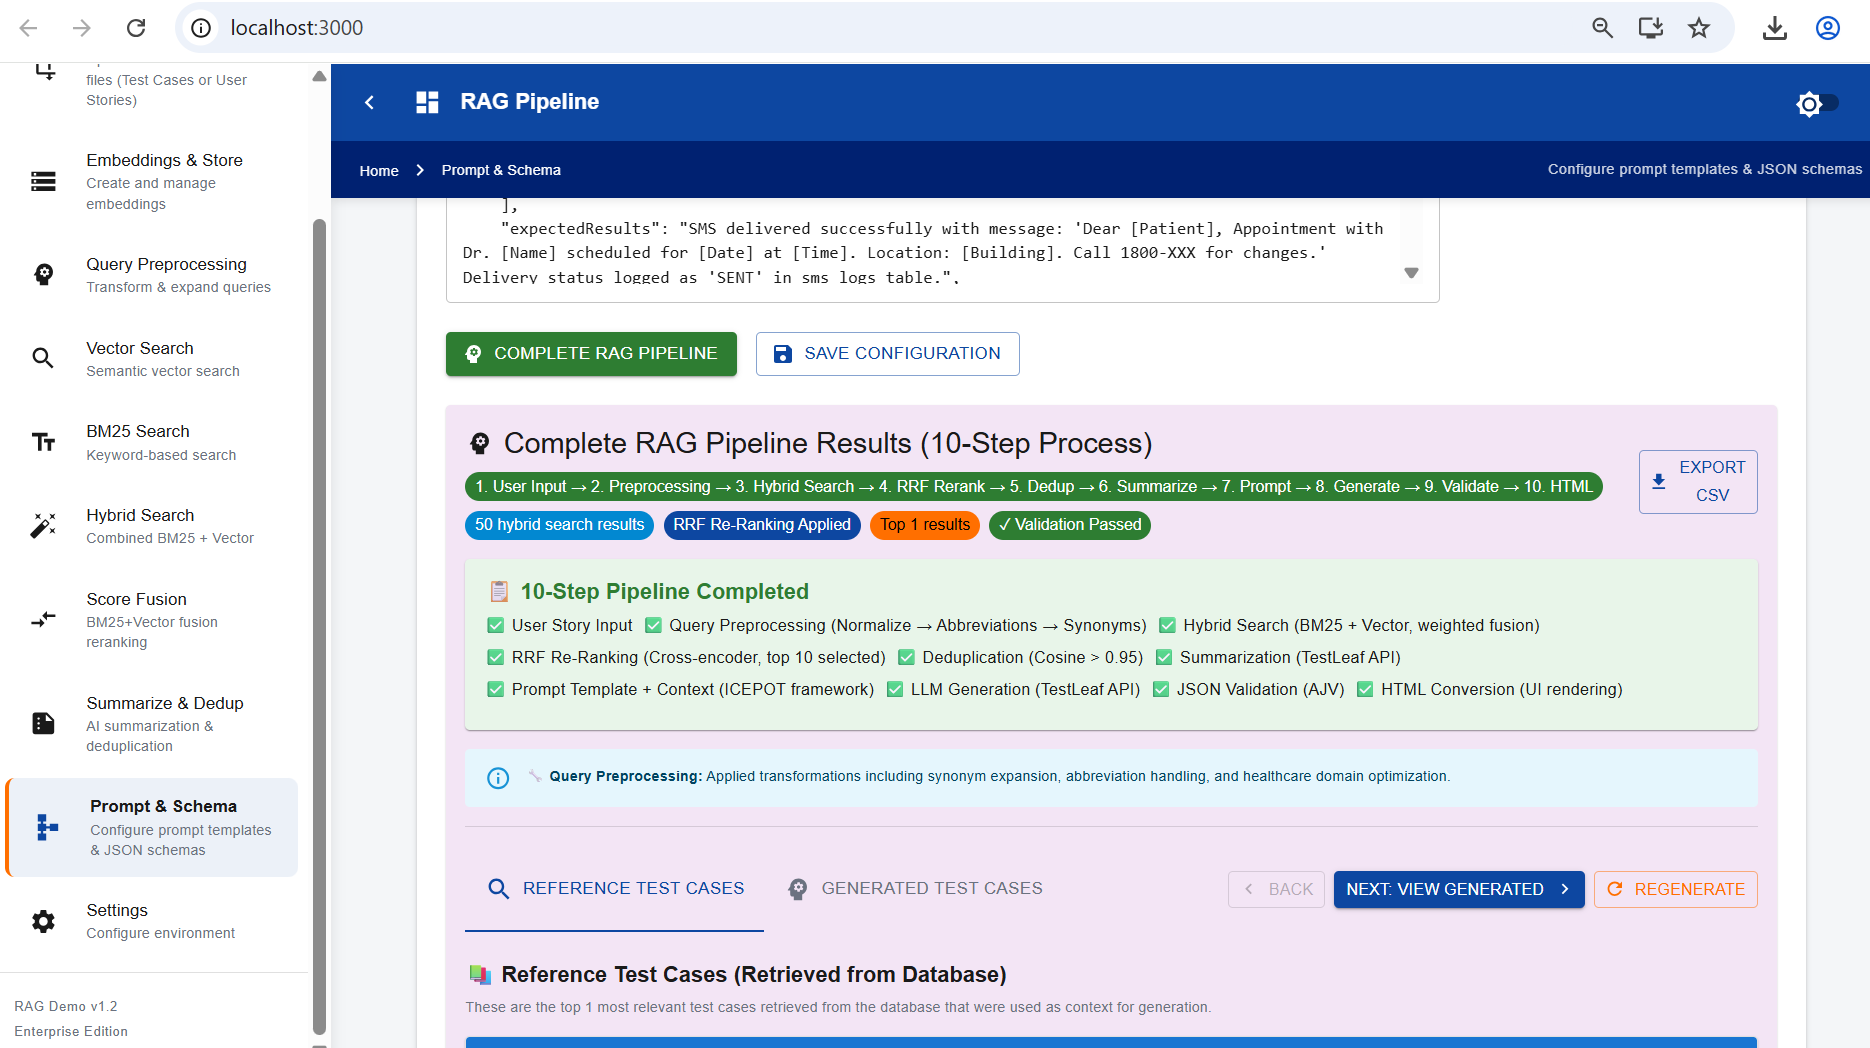 localhost:3000
files (Test Cases or User
Stories)
Embeddings & Store
Create and manage
embeddings
Query Preprocessing
Transform & expand queries
Vector Search
Semantic vector search
BM25 Search
Keyword-based search
Hybrid Search
Combined BM25 + Vector
Score Fusion
BM25+Vector fusion
reranking
Summarize & Dedup
AI summarization &
deduplication
Prompt & Schema
Configure prompt templates
& JSON schemas
Settings
Configure environment
RAG Demo v1.2
Enterprise Edition
RAG Pipeline
Home > Prompt & Schema
Configure prompt templates & JSON schemas
],
"expectedResults": "SMS delivered successfully with message: 'Dear [Patient], Appointment with
Dr. [Name] scheduled for [Date] at [Time]. Location: [Building]. Call 1800-XXX for changes.'
Delivery status logged as 'SENT' in sms_logs table.",
COMPLETE RAG PIPELINE
SAVE CONFIGURATION
Complete RAG Pipeline Results (10-Step Process)
1. User Input → 2. Preprocessing → 3. Hybrid Search → 4. RRF Rerank → 5. Dedup → 6. Summarize → 7. Prompt → 8. Generate → 9. Validate → 10. HTML
50 hybrid search results
RRF Re-Ranking Applied
Top 1 results
✓ Validation Passed
EXPORT
CSV
📋 10-Step Pipeline Completed
✅ User Story Input ✅ Query Preprocessing (Normalize → Abbreviations → Synonyms) ✅ Hybrid Search (BM25 + Vector, weighted fusion)
✅ RRF Re-Ranking (Cross-encoder, top 10 selected) ✅ Deduplication (Cosine > 0.95) ✅ Summarization (TestLeaf API)
✅ Prompt Template + Context (ICEPOT framework) ✅ LLM Generation (TestLeaf API) ✅ JSON Validation (AJV) ✅ HTML Conversion (UI rendering)
🔧 Query Preprocessing: Applied transformations including synonym expansion, abbreviation handling, and healthcare domain optimization.
REFERENCE TEST CASES
GENERATED TEST CASES
BACK
NEXT: VIEW GENERATED
REGENERATE
📚 Reference Test Cases (Retrieved from Database)
These are the top 1 most relevant test cases retrieved from the database that were used as context for generation.